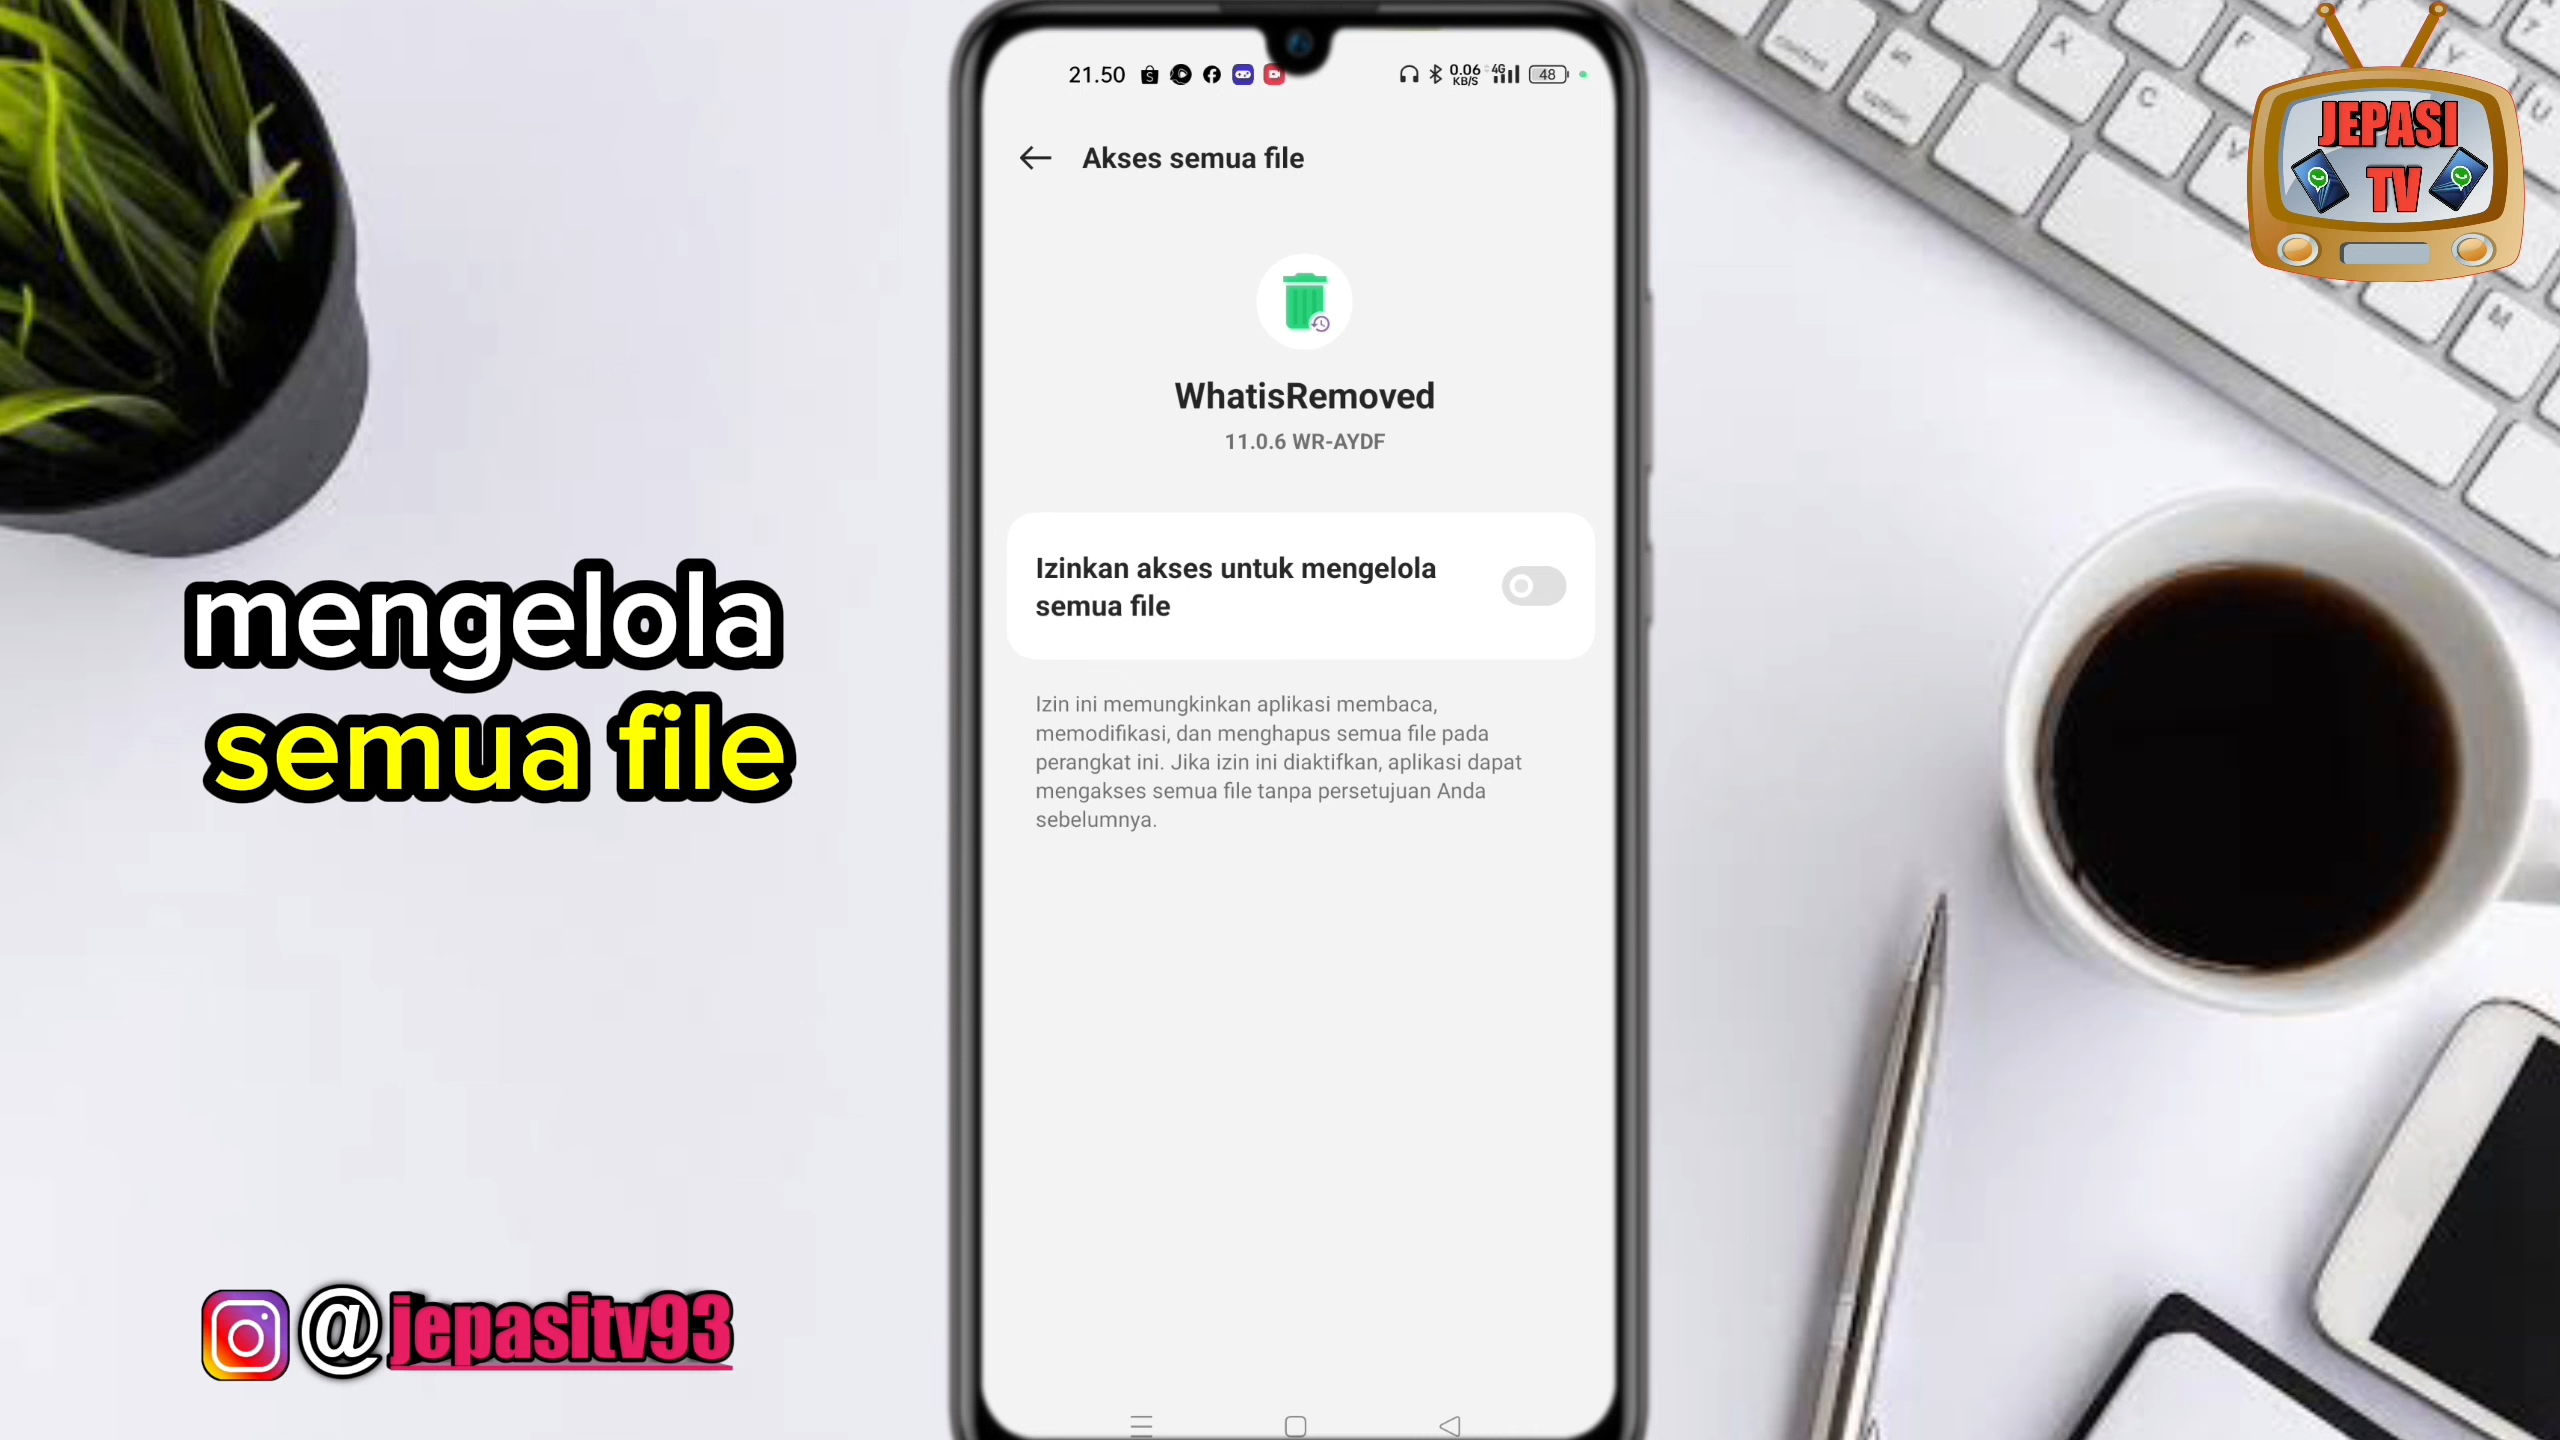 21.50
0.06
KB/S
4G
48
Akses semua file
WhatisRemoved
11.0.6 WR-AYDF
Izinkan akses untuk mengelola
semua file
Izin ini memungkinkan aplikasi membaca,
memodifikasi, dan menghapus semua file pada
perangkat ini. Jika izin ini diaktifkan, aplikasi dapat
mengakses semua file tanpa persetujuan Anda
sebelumnya.
mengelola
semua file
@jepasitv93
JEPASI
TV
control
option
X
C
V
F
M
Y
U